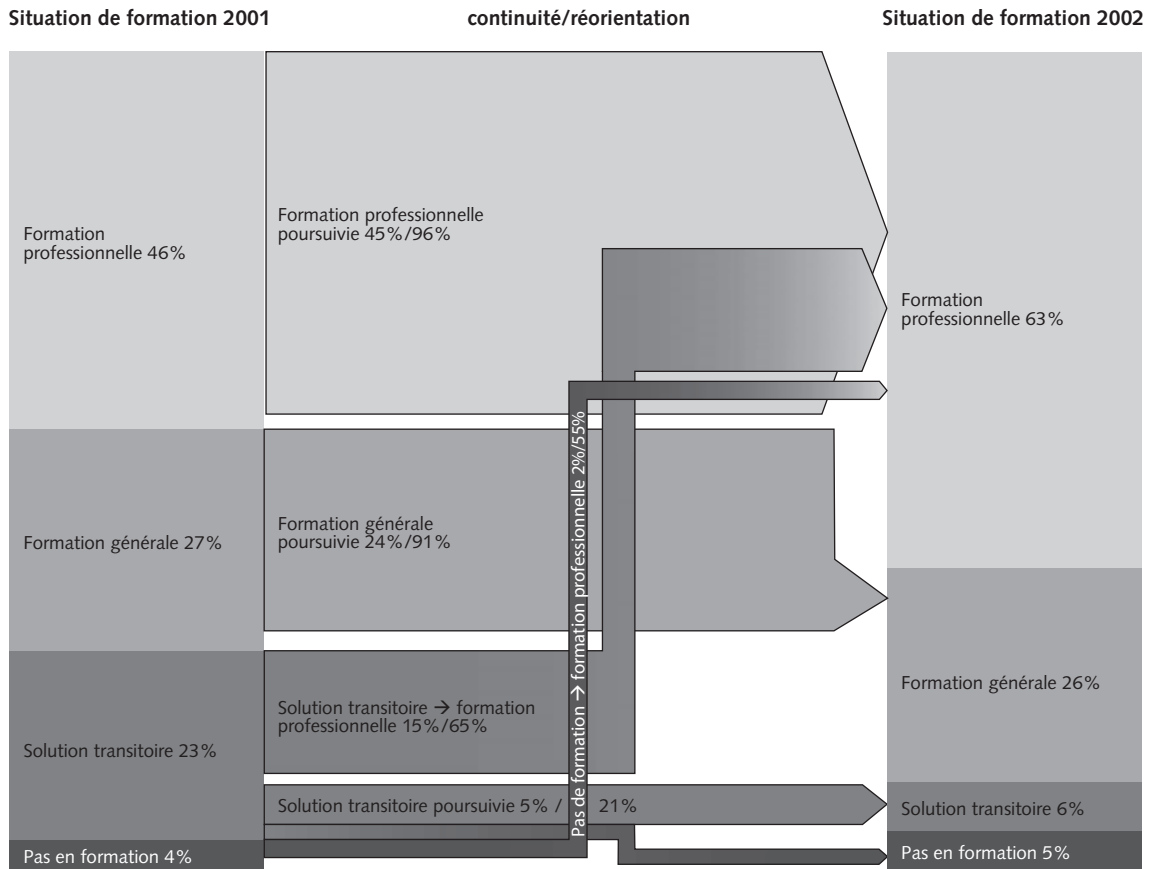 Situation de formation 2001
continuité/réorientation
Situation de formation 2002
Formation
professionnelle 46%
Formation professionnelle
poursuivie 45%/96%
Formation
professionnelle 63%
Formation générale 27%
Formation générale
poursuivie 24%/91%
Pas de formation → formation professionnelle 2%/55%
Formation générale 26%
Solution transitoire 23%
Solution transitoire → formation
professionnelle 15%/65%
Solution transitoire poursuivie 5% / 21%
Solution transitoire 6%
Pas en formation 4%
Pas en formation 5%